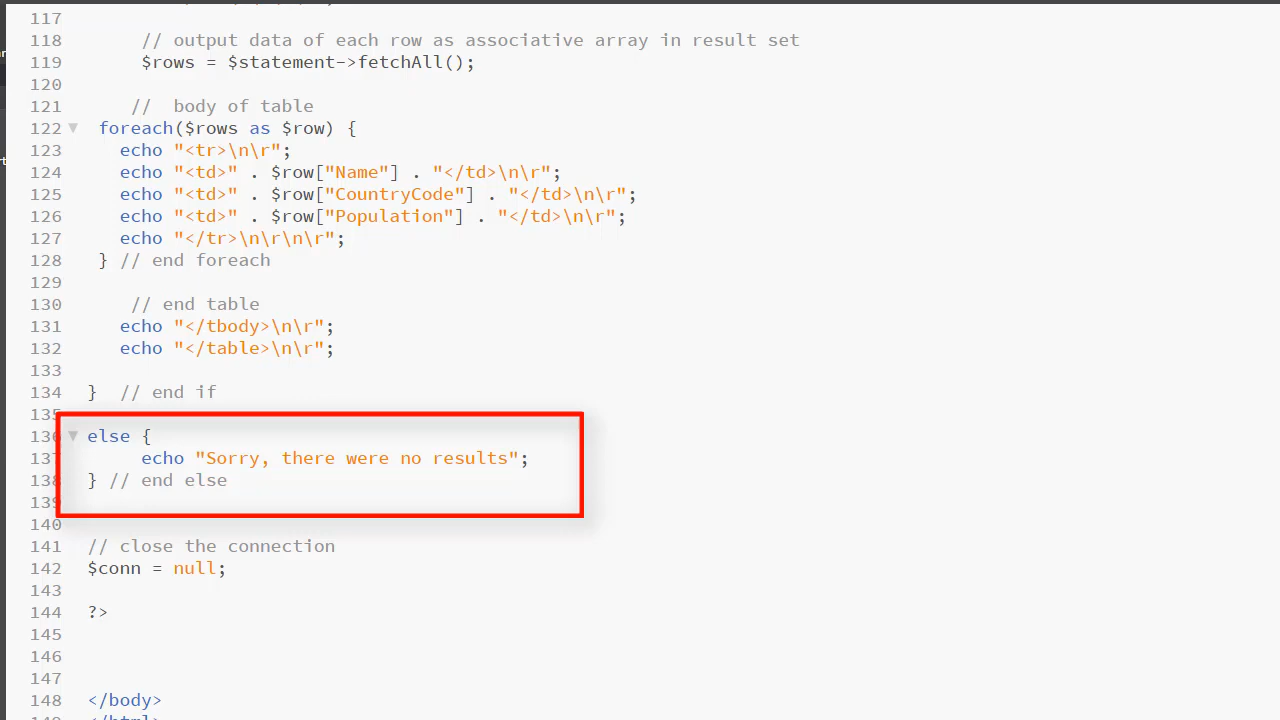 117
118 // output data of each row as associative array in result set
119 $rows = $statement->fetchAll();
120
121 // body of table
122 foreach($rows as $row) {
123 echo "<tr>\n\r";
124 echo "<td>" . $row["Name"] . "</td>\n\r";
125 echo "<td>" . $row["CountryCode"] . "</td>\n\r";
126 echo "<td>" . $row["Population"] . "</td>\n\r";
127 echo "</tr>\n\r\n\r";
128 } // end foreach
129
130 // end table
131 echo "</tbody>\n\r";
132 echo "</table>\n\r";
133
134 } // end if
135
136 else {
137 echo "Sorry, there were no results";
138 } // end else
139
140
141 // close the connection
142 $conn = null;
143
144 ?>
145
146
147
148 </body>
149 </html>